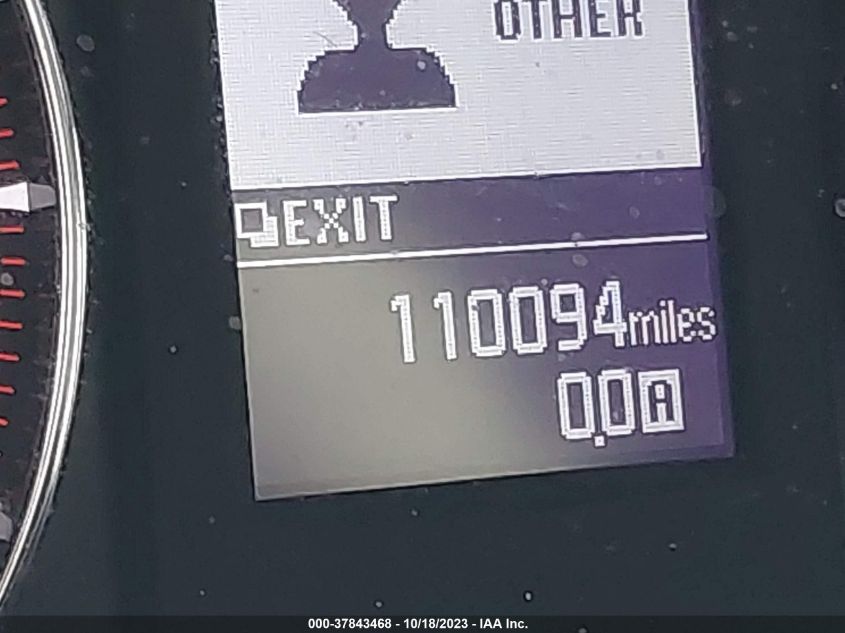 OTHER
EXIT
110094miles
0.0A
000-37843468 - 10/18/2023 - IAA Inc.